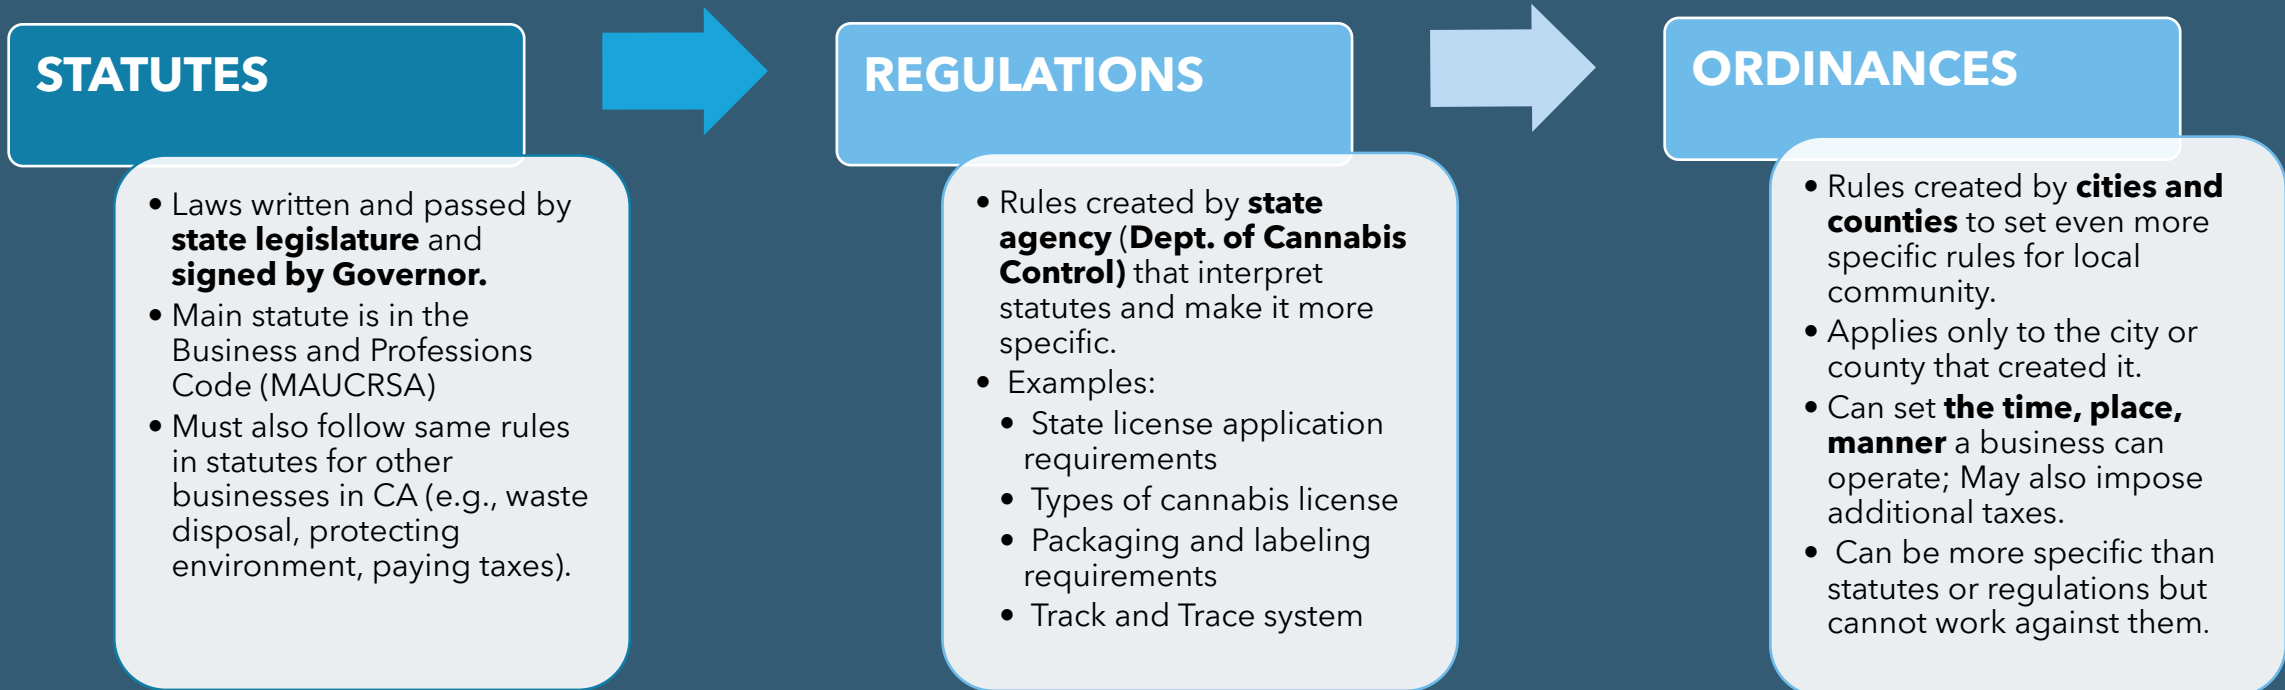 STATUTES
• Laws written and passed by
state legislature and
signed by Governor.
• Main statute is in the
Business and Professions
Code (MAUCRSA)
• Must also follow same rules
in statutes for other
businesses in CA (e.g., waste
disposal, protecting
environment, paying taxes).
REGULATIONS
• Rules created by state
agency (Dept. of Cannabis
Control) that interpret
statutes and make it more
specific.
• Examples:
• State license application
requirements
• Types of cannabis license
• Packaging and labeling
requirements
• Track and Trace system
ORDINANCES
• Rules created by cities and
counties to set even more
specific rules for local
community.
• Applies only to the city or
county that created it.
• Can set the time, place,
manner a business can
operate; May also impose
additional taxes.
• Can be more specific than
statutes or regulations but
cannot work against them.